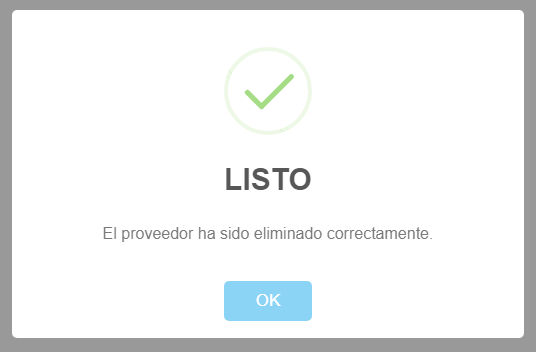 LISTO
El proveedor ha sido eliminado correctamente.
OK